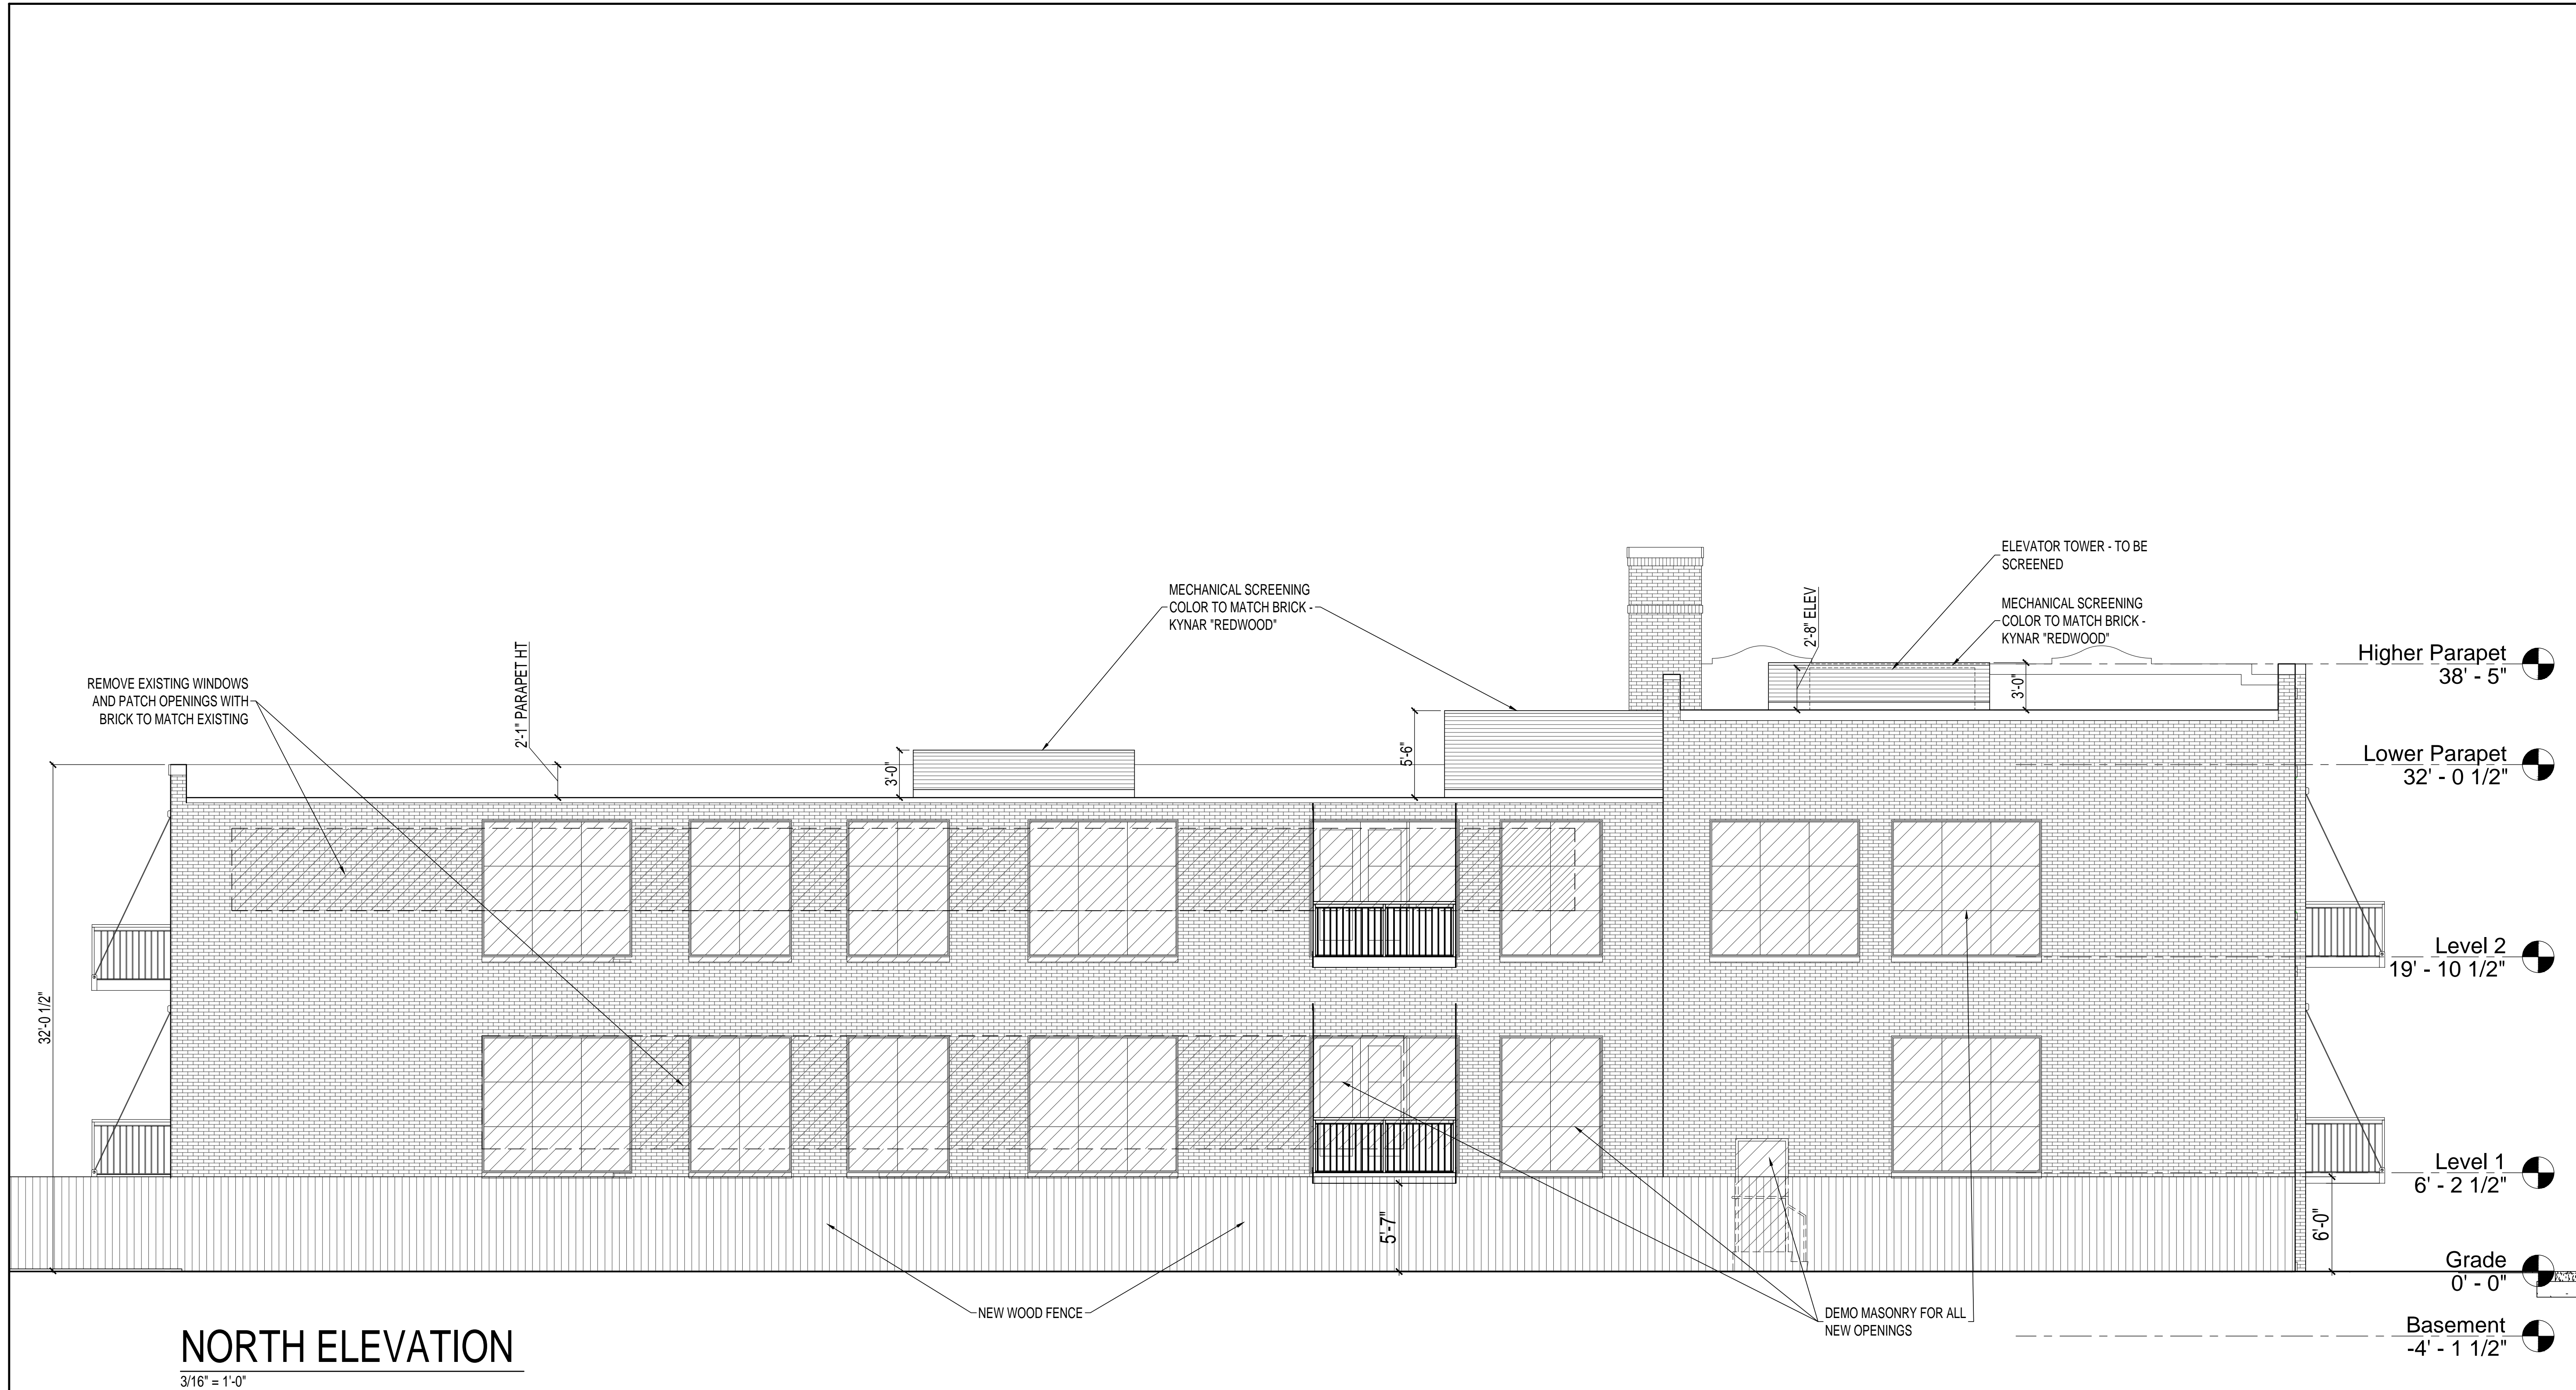 ELEVATOR TOWER - TO BE
SCREENED
MECHANICAL SCREENING
COLOR TO MATCH BRICK -
KYNAR "REDWOOD"
MECHANICAL SCREENING
COLOR TO MATCH BRICK -
KYNAR "REDWOOD"
2'-8" ELEV
3'-0"
2'-1" PARAPET HT
REMOVE EXISTING WINDOWS
AND PATCH OPENINGS WITH
BRICK TO MATCH EXISTING
3'-0"
5'-6"
Higher Parapet
38' - 5"
Lower Parapet
32' - 0 1/2"
Level 2
19' - 10 1/2"
32'-0 1/2"
Level 1
6' - 2 1/2"
5'-7"
6'-0"
Grade
0' - 0"
NEW WOOD FENCE
DEMO MASONRY FOR ALL
NEW OPENINGS
Basement
-4' - 1 1/2"
NORTH ELEVATION
3/16" = 1'-0"